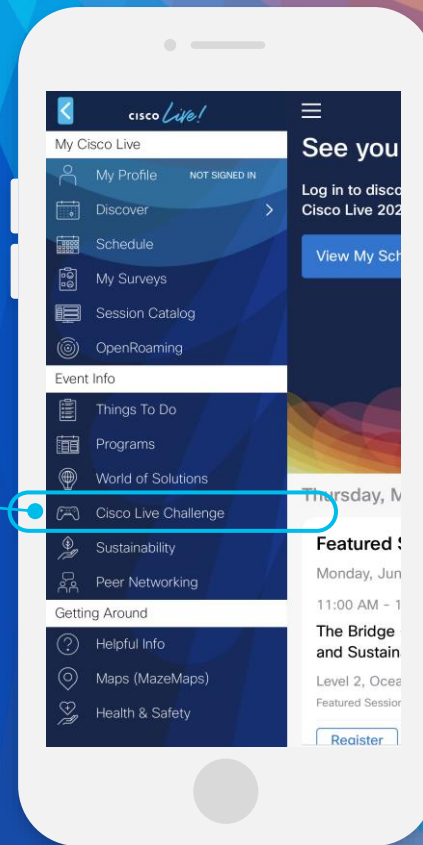 CISCO Live!
My Cisco Live
My Profile NOT SIGNED IN
Discover
Schedule
My Surveys
Session Catalog
OpenRoaming
Event Info
Things To Do
Programs
World of Solutions
Cisco Live Challenge
Sustainability
Peer Networking
Getting Around
Helpful Info
Maps (MazeMaps)
Health & Safety
See you
Log in to disco
Cisco Live 202
View My Sch
Thursday, M
Featured S
Monday, Jun
11:00 AM - 1
The Bridge
and Sustain
Level 2, Ocea
Featured Session
Register